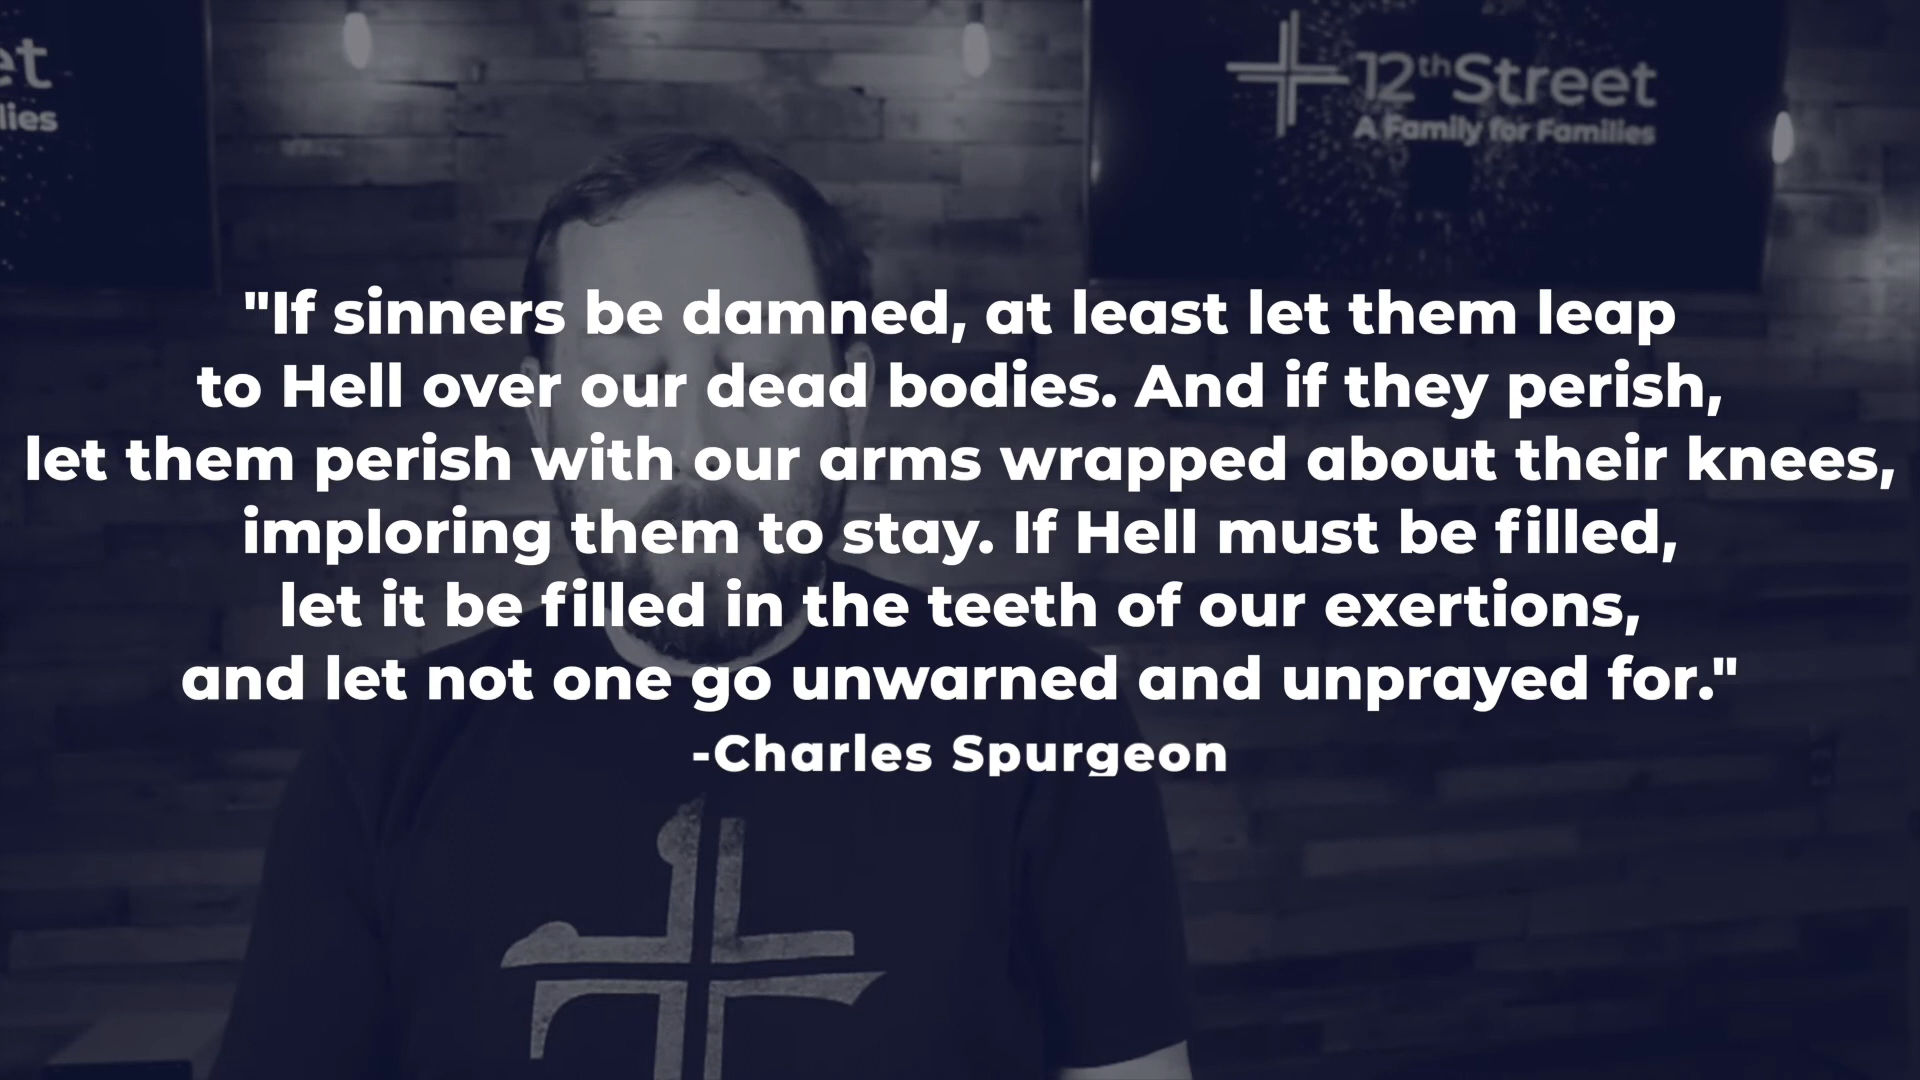 et
lies
12th Street
A Family for Families
"If sinners be damned, at least let them leap
to Hell over our dead bodies. And if they perish,
let them perish with our arms wrapped about their knees,
imploring them to stay. If Hell must be filled,
let it be filled in the teeth of our exertions,
and let not one go unwarned and unprayed for."
-Charles Spurgeon